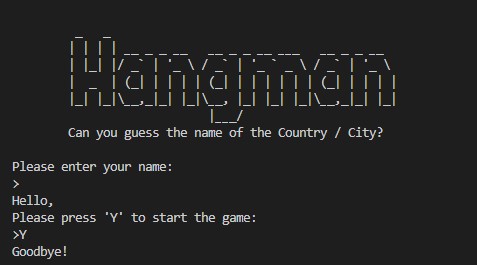 Hangman
Can you guess the name of the Country / City?
Please enter your name:
>
Hello,
Please press 'Y' to start the game:
>Y
Goodbye!